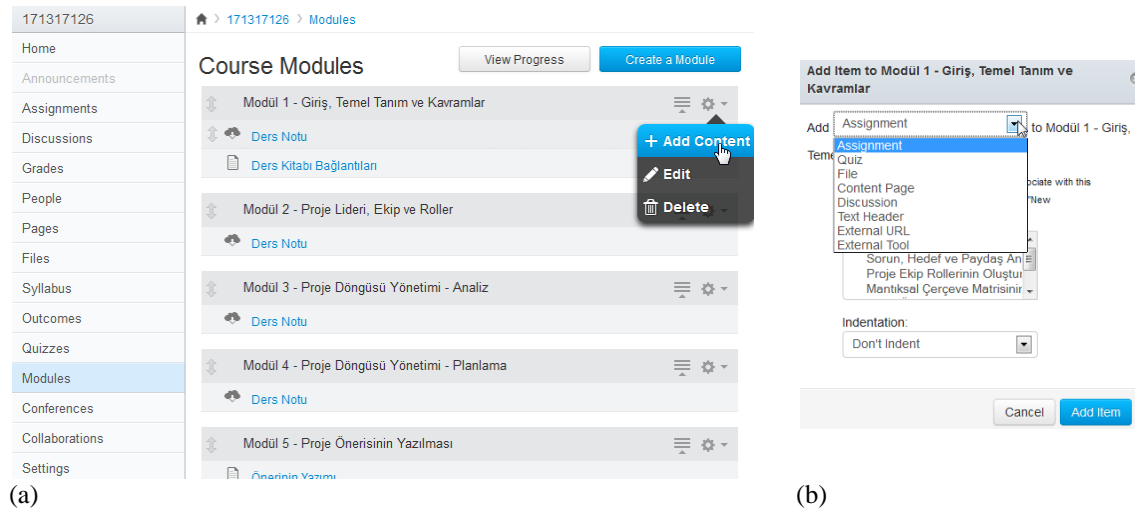 171317126
Home
Announcements
Assignments
Discussions
Grades
People
Pages
Files
Syllabus
Outcomes
Quizzes
Modules
Conferences
Collaborations
Settings
171317126 Modules
Course Modules
View Progress
Create a Module
Modül 1 - Giriş, Temel Tanım ve Kavramlar
Ders Notu
Ders Kitabı Bağlantıları
+ Add Content
Edit
Delete
Modül 2 - Proje Lideri, Ekip ve Roller
Ders Notu
Modül 3 - Proje Döngüsü Yönetimi - Analiz
Ders Notu
Modül 4 - Proje Döngüsü Yönetimi - Planlama
Ders Notu
Modül 5 - Proje Önerisinin Yazılması
Önerinin Yazımı
(a)
Add Item to Modül 1 - Giriş, Temel Tanım ve
Kavramlar
Add Assignment to Modül 1 - Giriş,
Teme
Assignment
Quiz
File
Content Page
Discussion
Text Header
External URL
External Tool
ociate with this
"New
Sorun, Hedef ve Paydaş An
Proje Ekip Rollerinin Oluştur
Mantıksal Çerçeve Matrisinir
Indentation:
Don't Indent
Cancel
Add Item
(b)